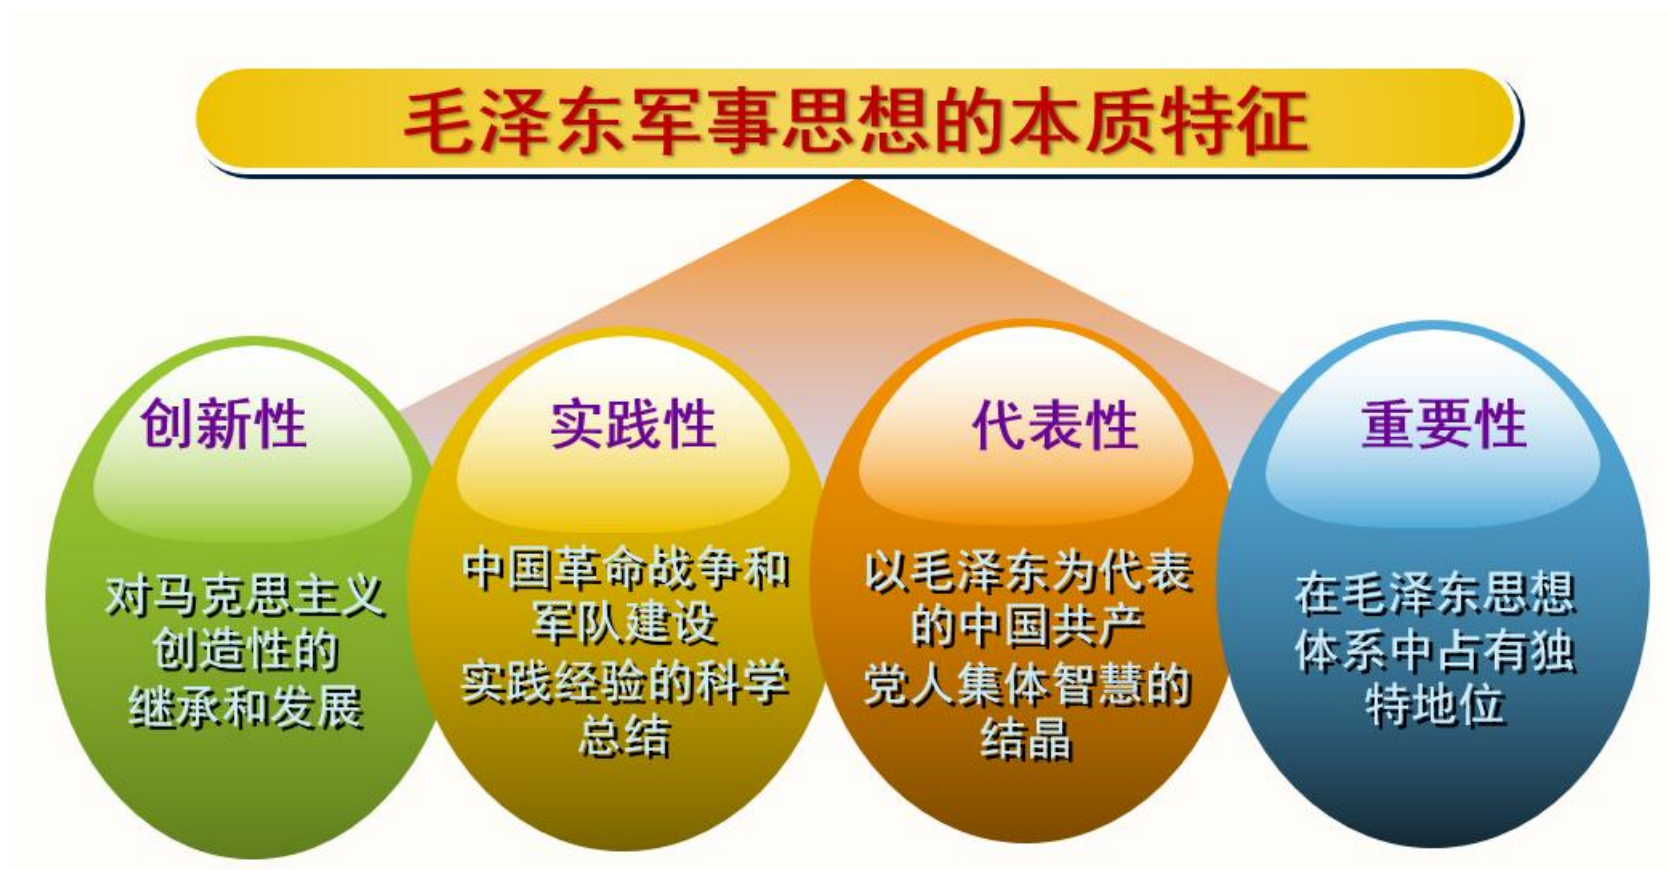 毛泽东军事思想的本质特征
创新性
对马克思主义
创造性的
继承和发展
实践性
中国革命战争和
军队建设
实践经验的科学
总结
代表性
以毛泽东为代表
的中国共产
党人集体智慧的
结晶
重要性
在毛泽东思想
体系中占有独
特地位